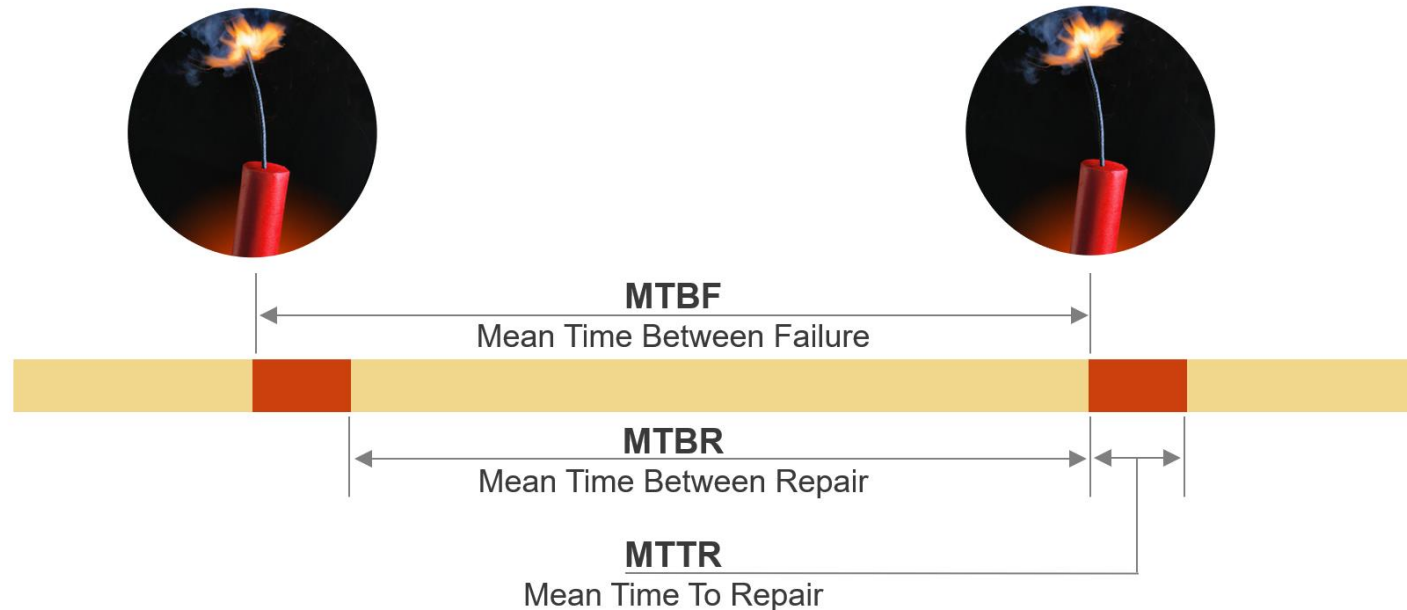 MTBF
Mean Time Between Failure
MTBR
Mean Time Between Repair
MTTR
Mean Time To Repair